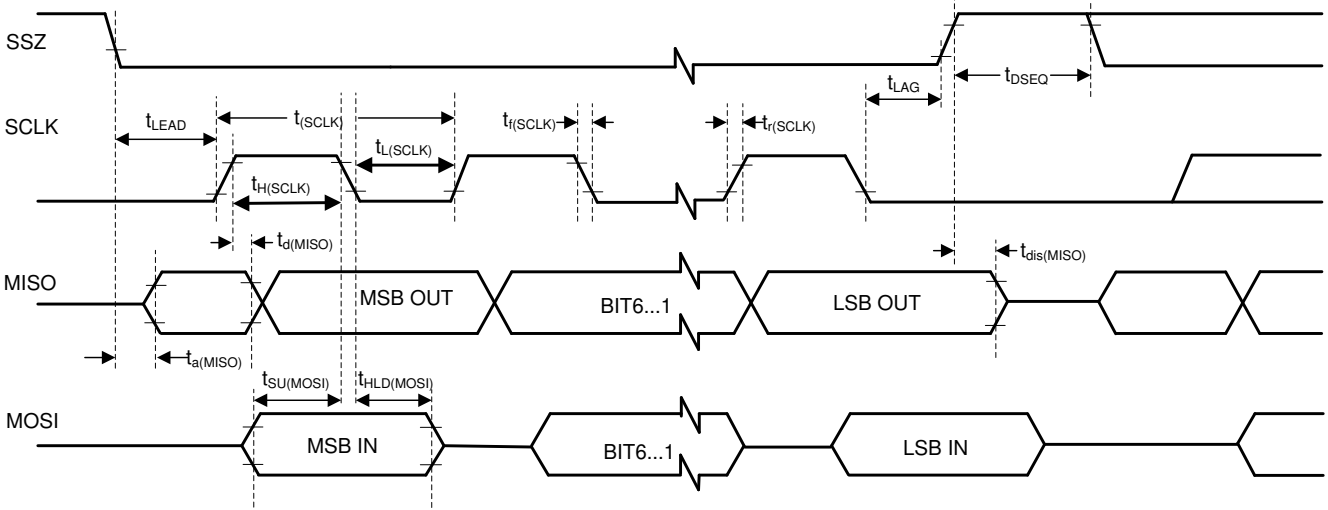 SSZ
tLAG
tDSEQ
SCLK
tLEAD
t(SCLK)
tf(SCLK)
tr(SCLK)
tL(SCLK)
tH(SCLK)
td(MISO)
tdis(MISO)
MISO
MSB OUT
BIT6...1
LSB OUT
ta(MISO)
tSU(MOSI)
tHLD(MOSI)
MOSI
MSB IN
BIT6...1
LSB IN